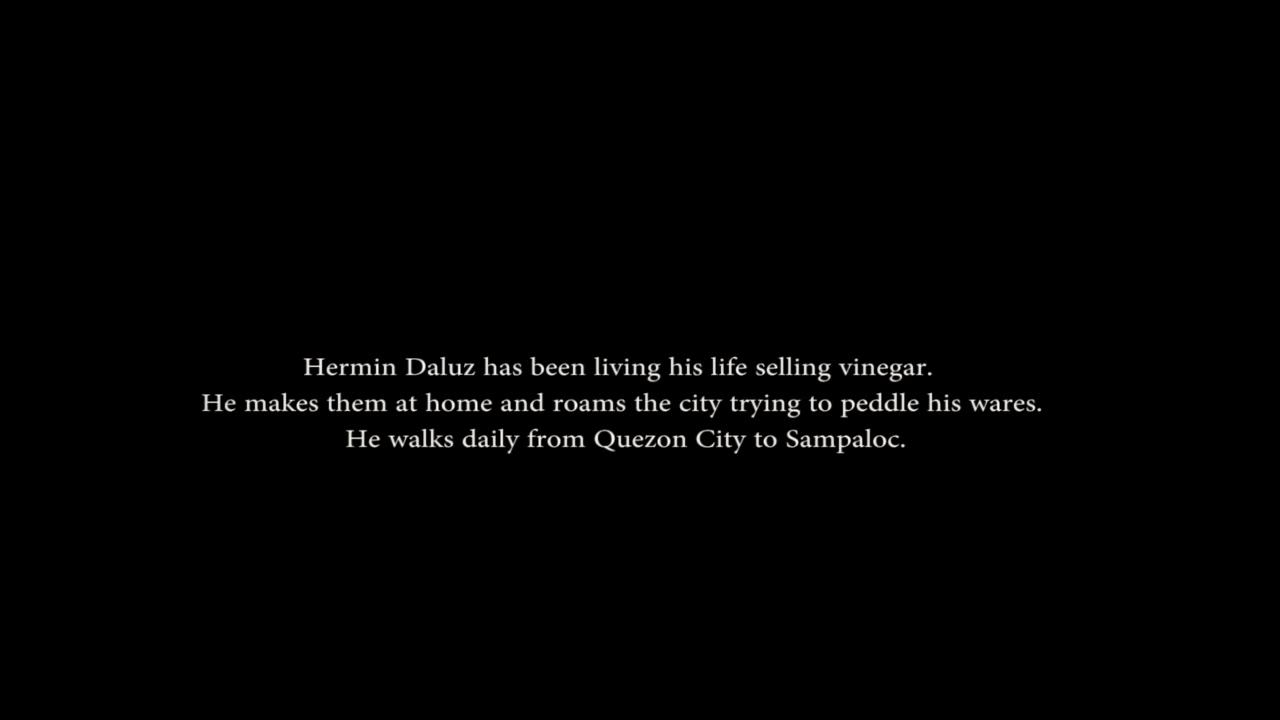 Hermin Daluz has been living his life selling vinegar.
He makes them at home and roams the city trying to peddle his wares.
He walks daily from Quezon City to Sampaloc.